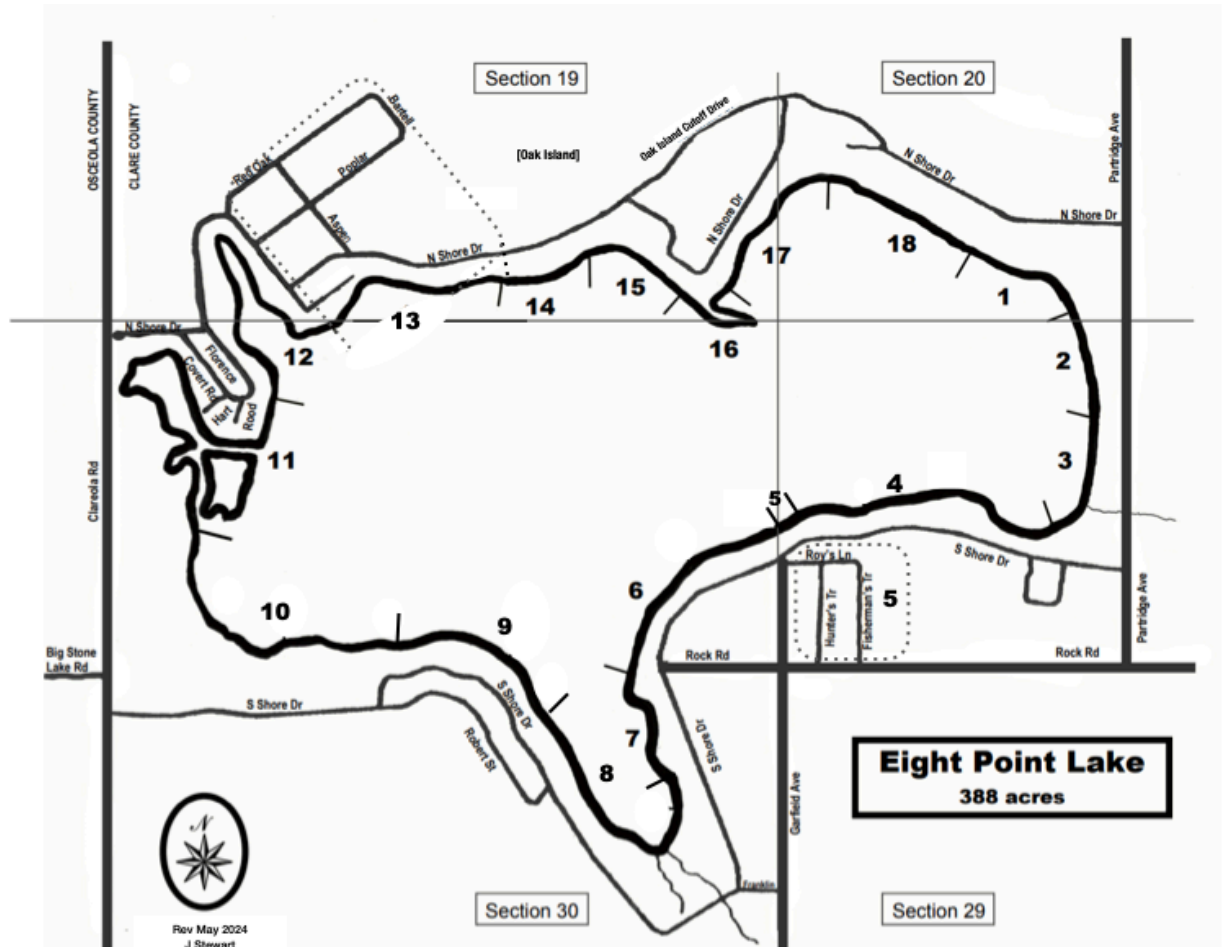 Section 19
Section 20
OSCEOLA COUNTY
CLARE COUNTY
Partridge Ave
Bartell
Oak Island Cutoff Drive
[Oak Island]
Red Oak
Poplar
Aspen
N Shore Dr
N Shore Dr
N Shore Dr
N Shore Dr
17
18
15
14
13
1
16
12
N Shore Dr
2
Florence
Covert Rd
Hart
Rood
11
3
Clareola Rd
4
5
S Shore Dr
Roy's Ln
Hunter's Tr
Fisherman's Tr
5
Partridge Ave
6
10
9
Big Stone
Lake Rd
Rock Rd
Rock Rd
S Shore Dr
S Shore Dr
Robert St
7
S Shore Dr
8
Eight Point Lake
388 acres
Garfield Ave
N
Franklin
Section 30
Section 29
Rev May 2024
J Stewart